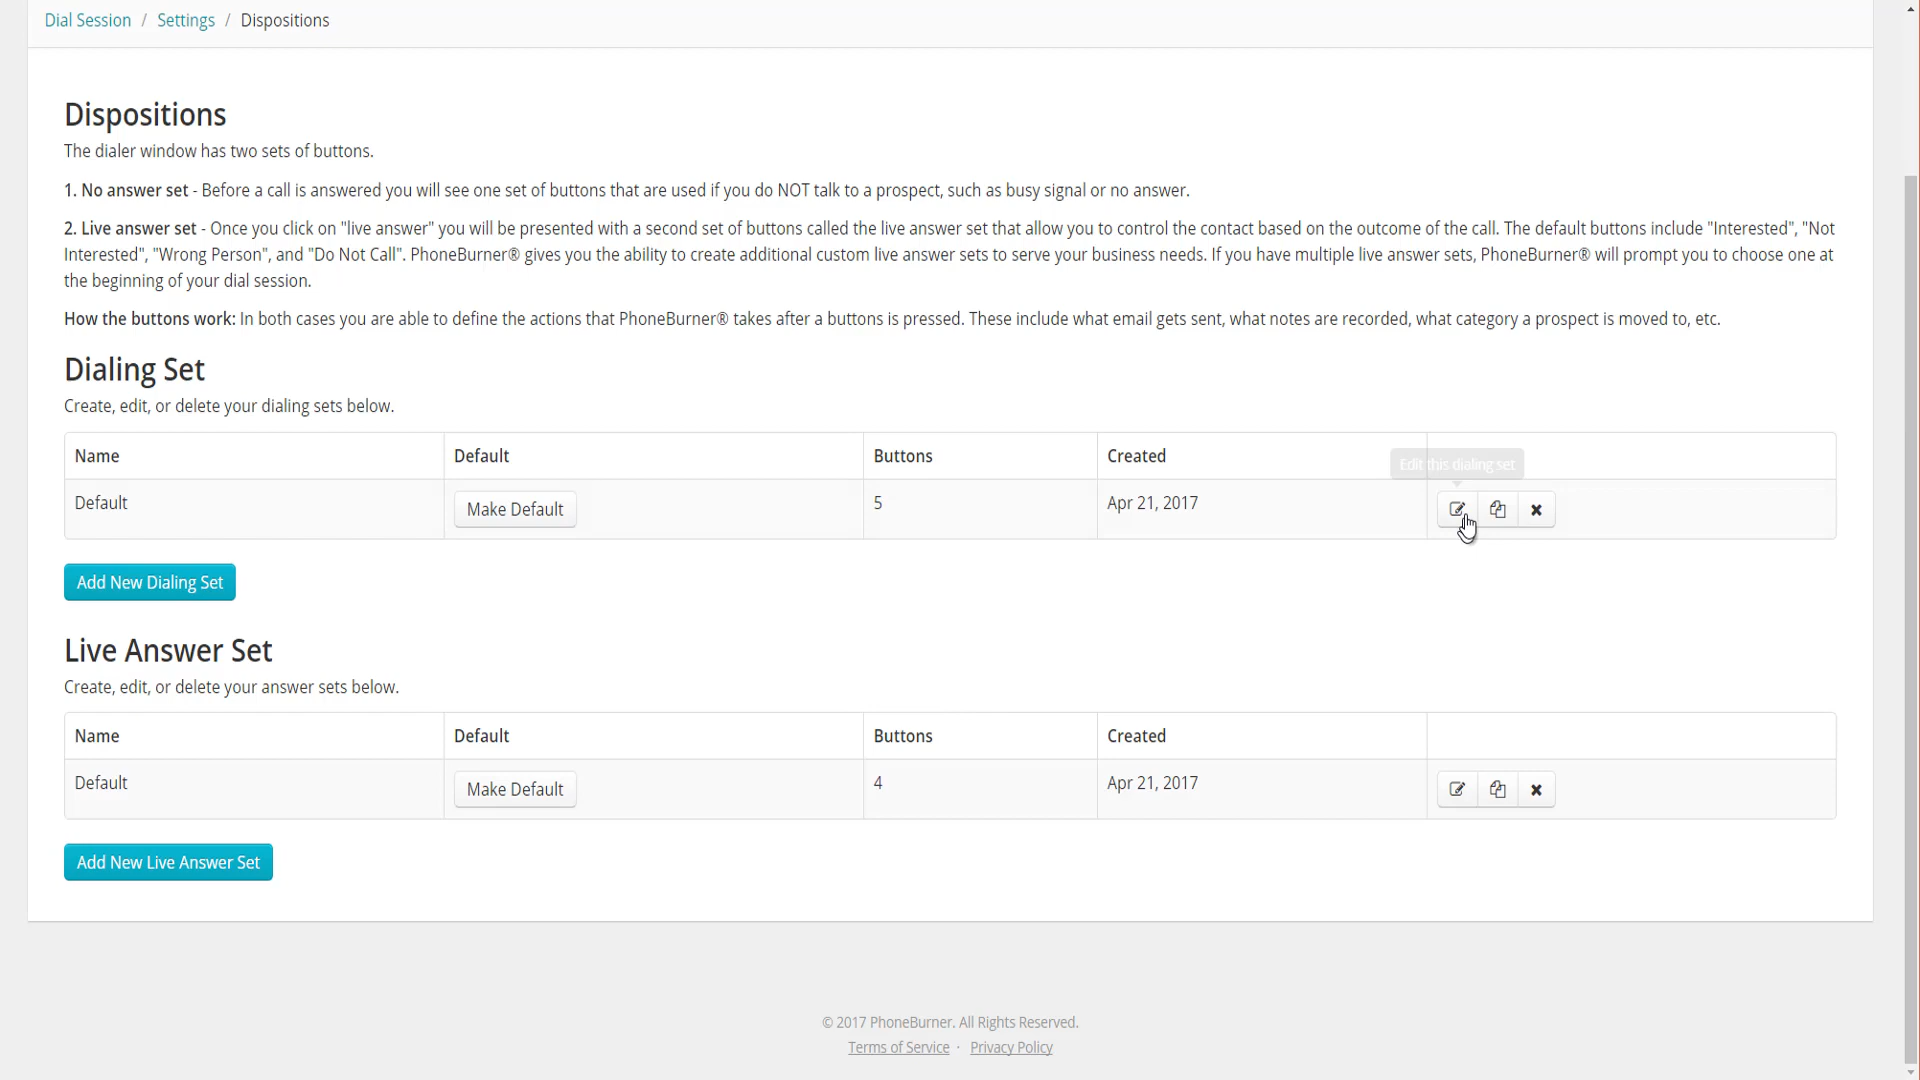 Dial Session / Settings / Dispositions
Dispositions
The dialer window has two sets of buttons.
1. No answer set - Before a call is answered you will see one set of buttons that are used if you do NOT talk to a prospect, such as busy signal or no answer.
2. Live answer set - Once you click on "live answer" you will be presented with a second set of buttons called the live answer set that allow you to control the contact based on the outcome of the call. The default buttons include "Interested", "Not
Interested", "Wrong Person", and "Do Not Call". PhoneBurner® gives you the ability to create additional custom live answer sets to serve your business needs. If you have multiple live answer sets, PhoneBurner® will prompt you to choose one at
the beginning of your dial session.
How the buttons work: In both cases you are able to define the actions that PhoneBurner® takes after a buttons is pressed. These include what email gets sent, what notes are recorded, what category a prospect is moved to, etc.
Dialing Set
Create, edit, or delete your dialing sets below.
Name Default Buttons Created
Edit this dialing set
Default Make Default 5 Apr 21, 2017
Add New Dialing Set
Live Answer Set
Create, edit, or delete your answer sets below.
Name Default Buttons Created
Default Make Default 4 Apr 21, 2017
Add New Live Answer Set
© 2017 PhoneBurner. All Rights Reserved.
Terms of Service · Privacy Policy